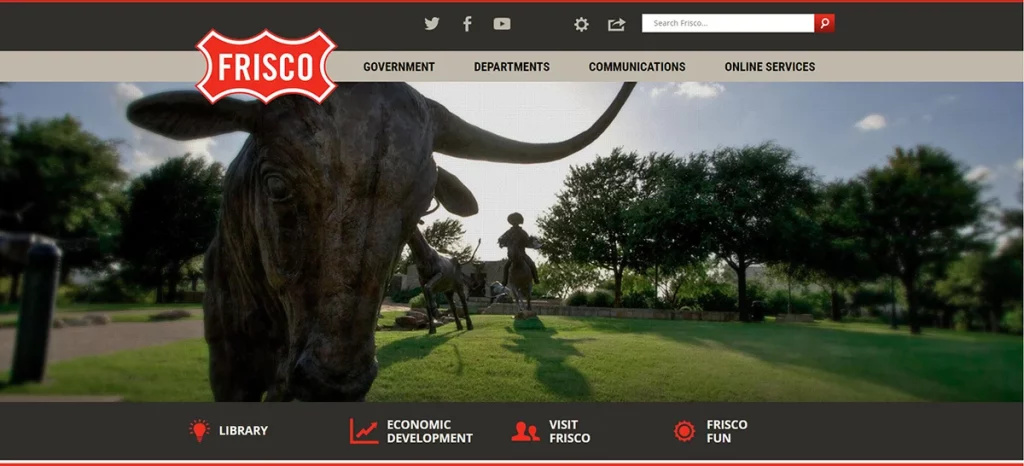 Search Frisco...
FRISCO
GOVERNMENT
DEPARTMENTS
COMMUNICATIONS
ONLINE SERVICES
LIBRARY
ECONOMIC
DEVELOPMENT
VISIT
FRISCO
FRISCO
FUN